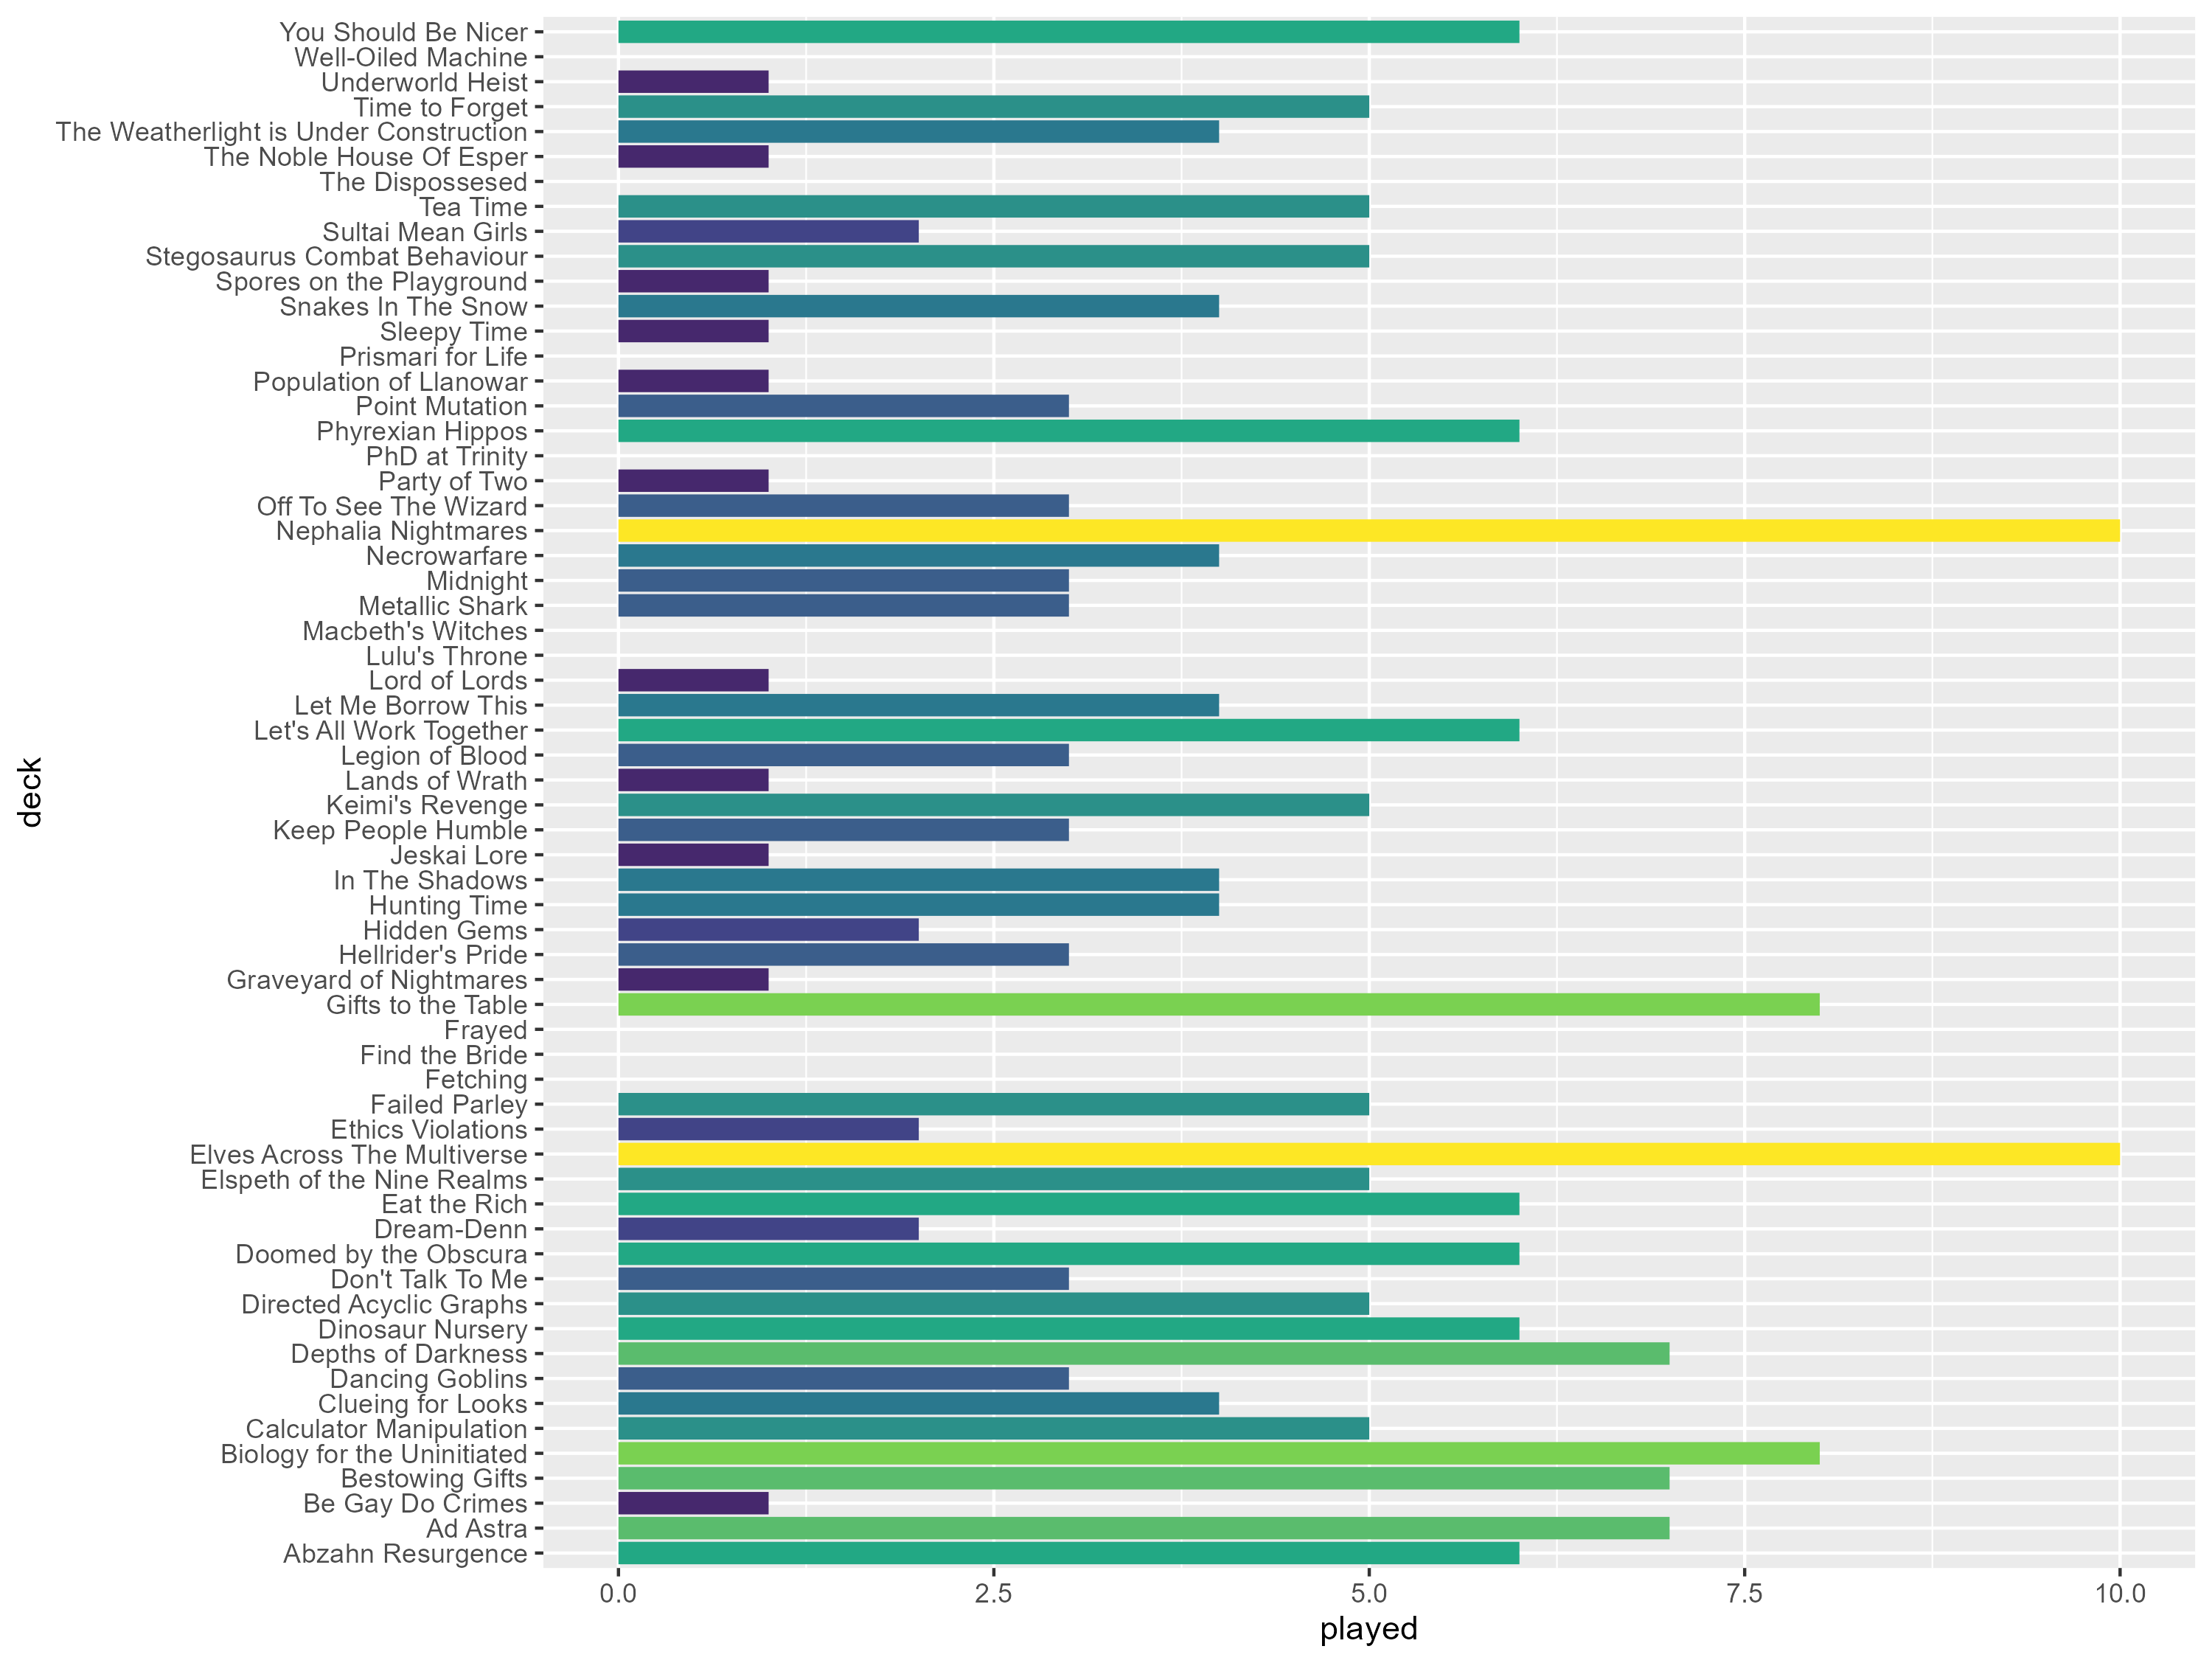 You Should Be Nicer
Well-Oiled Machine
Underworld Heist
Time to Forget
The Weatherlight is Under Construction
The Noble House Of Esper
The Dispossesed
Tea Time
Sultai Mean Girls
Stegosaurus Combat Behaviour
Spores on the Playground
Snakes In The Snow
Sleepy Time
Prismari for Life
Population of Llanowar
Point Mutation
Phyrexian Hippos
PhD at Trinity
Party of Two
Off To See The Wizard
Nephalia Nightmares
Necrowarfare
Midnight
Metallic Shark
Macbeth's Witches
Lulu's Throne
Lord of Lords
Let Me Borrow This
Let's All Work Together
Legion of Blood
Lands of Wrath
Keimi's Revenge
Keep People Humble
Jeskai Lore
In The Shadows
Hunting Time
Hidden Gems
Hellrider's Pride
Graveyard of Nightmares
Gifts to the Table
Frayed
Find the Bride
Fetching
Failed Parley
Ethics Violations
Elves Across The Multiverse
Elspeth of the Nine Realms
Eat the Rich
Dream-Denn
Doomed by the Obscura
Don't Talk To Me
Directed Acyclic Graphs
Dinosaur Nursery
Depths of Darkness
Dancing Goblins
Clueing for Looks
Calculator Manipulation
Biology for the Uninitiated
Bestowing Gifts
Be Gay Do Crimes
Ad Astra
Abzahn Resurgence
deck
0.0 2.5 5.0 7.5 10.0
played